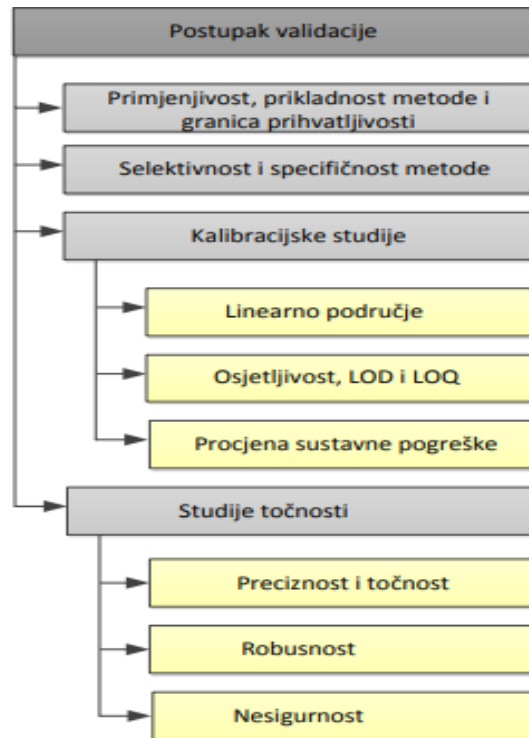 Postupak validacije
Primjenjivost, prikladnost metode i
granica prihvatljivosti
Selektivnost i specifičnost metode
Kalibracijske studije
Linearno područje
Osjetljivost, LOD i LOQ
Procjena sustavne pogreške
Studije točnosti
Preciznost i točnost
Robusnost
Nesigurnost